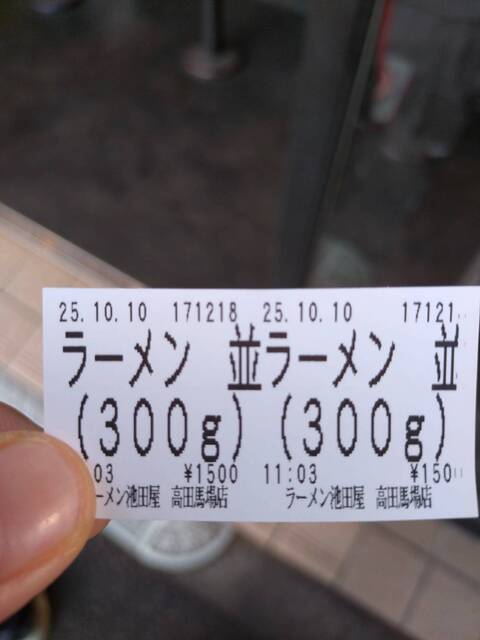 25.10.10 171218 25.10.10 17121
ラーメン 並 ラーメン 並
(300g) (300g)
03 ¥1500 11:03 ¥150
ーメン池田屋 高田馬場店 ラーメン池田屋 高田馬場店